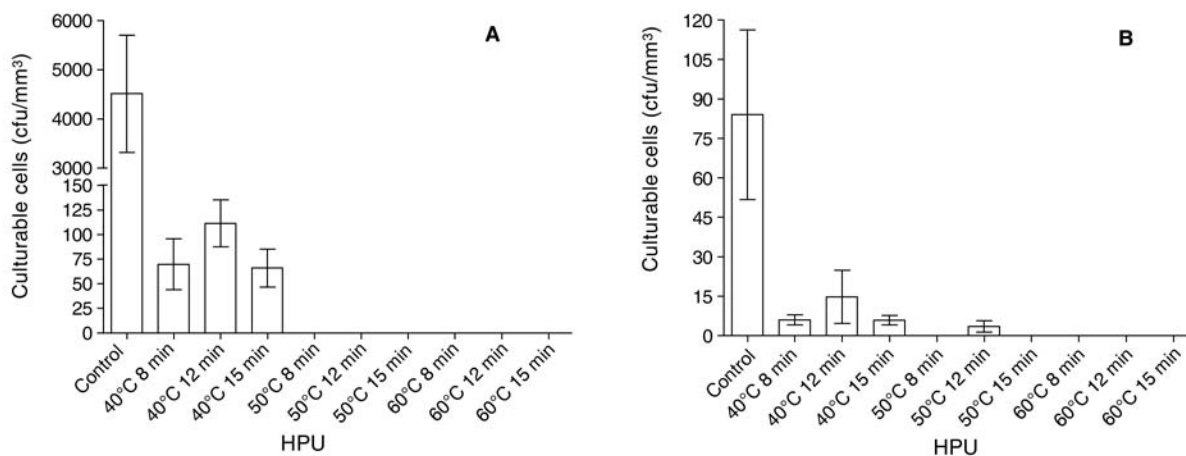 A
Culturable cells (cfu/mm³)
6000
5000
4000
3000
150
125
100
75
50
25
0
Control
40°C 8 min
40°C 12 min
40°C 15 min
50°C 8 min
50°C 12 min
50°C 15 min
60°C 8 min
60°C 12 min
60°C 15 min
HPU
B
Culturable cells (cfu/mm³)
120
105
90
75
60
45
30
15
0
Control
40°C 8 min
40°C 12 min
40°C 15 min
50°C 8 min
50°C 12 min
50°C 15 min
60°C 8 min
60°C 12 min
60°C 15 min
HPU